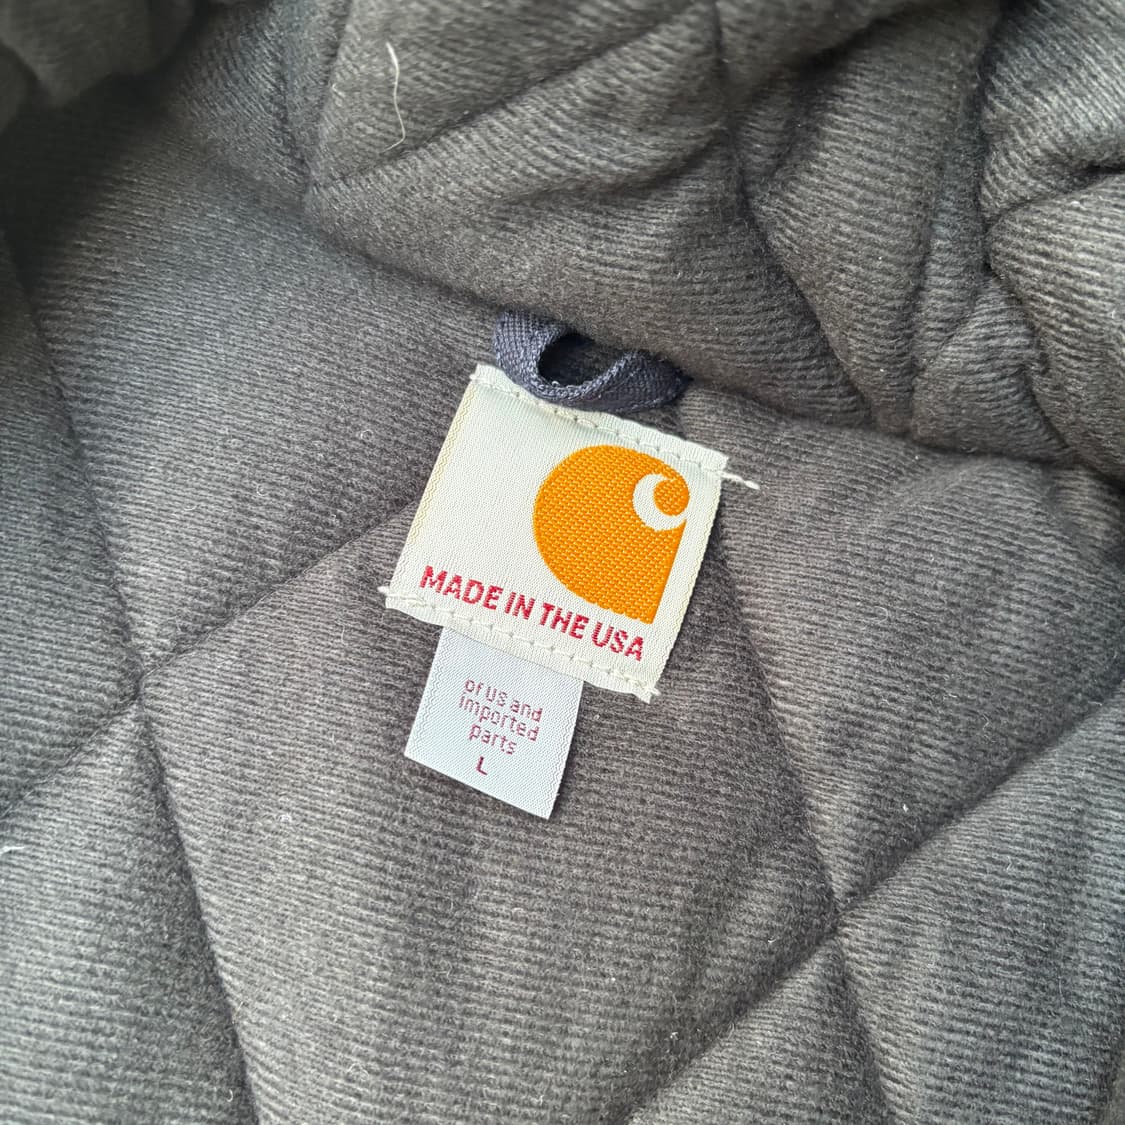 MADE IN THE USA
of US and
imported
parts
L